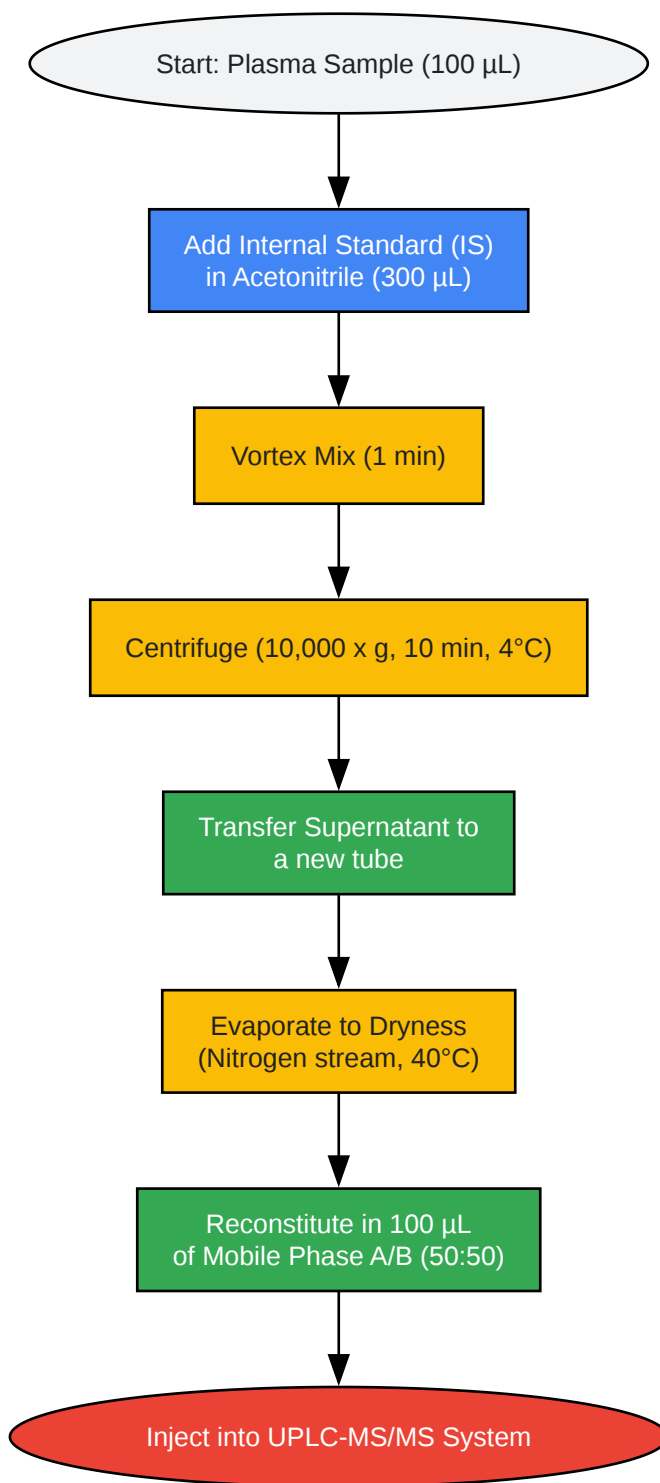 Start: Plasma Sample (100 µL)
Add Internal Standard (IS)
in Acetonitrile (300 µL)
Vortex Mix (1 min)
Centrifuge (10,000 x g, 10 min, 4°C)
Transfer Supernatant to
a new tube
Evaporate to Dryness
(Nitrogen stream, 40°C)
Reconstitute in 100 µL
of Mobile Phase A/B (50:50)
Inject into UPLC-MS/MS System